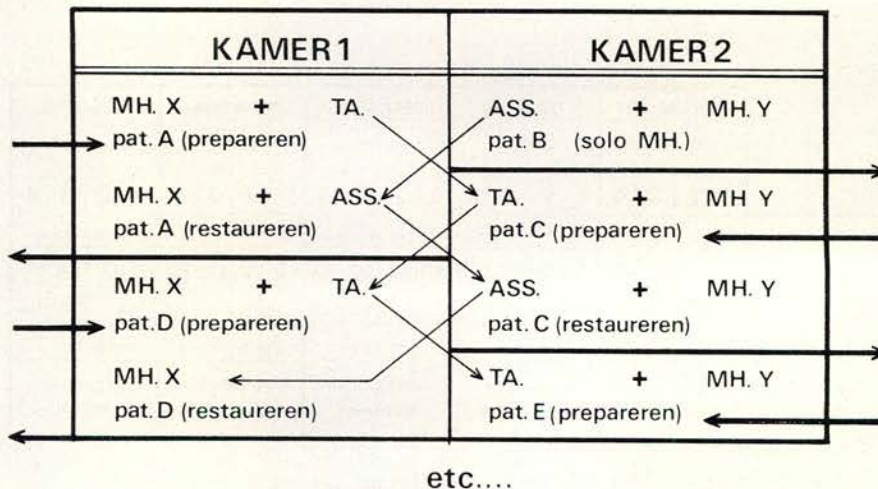 KAMER 1 KAMER 2
MH. X + TA. ASS. + MH. Y
pat. A (prepareren) pat. B (solo MH.)
MH. X + ASS. TA. + MH Y
pat. A (restaureren) pat. C (prepareren)
MH. X + TA. ASS. + MH. Y
pat. D (prepareren) pat. C (restaureren)
MH. X TA. + MH. Y
pat. D (restaureren) pat. E (prepareren)
etc....